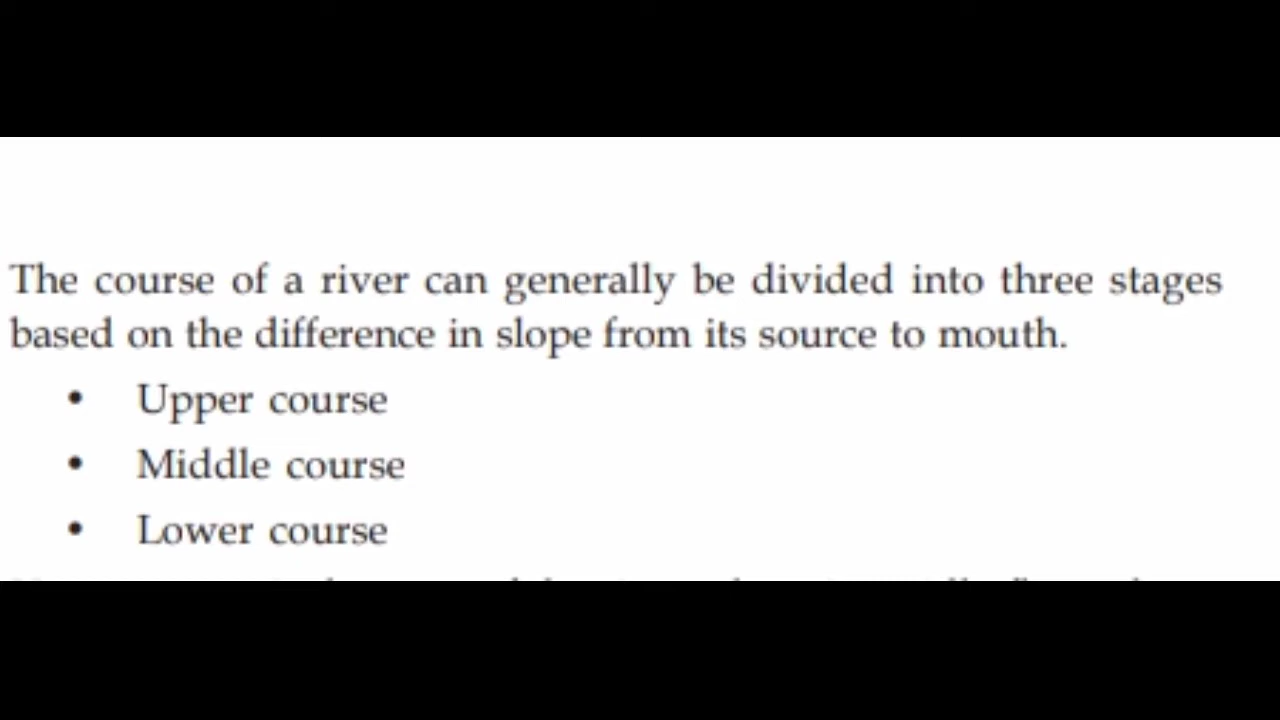 The course of a river can generally be divided into three stages
based on the difference in slope from its source to mouth.
• Upper course
• Middle course
• Lower course